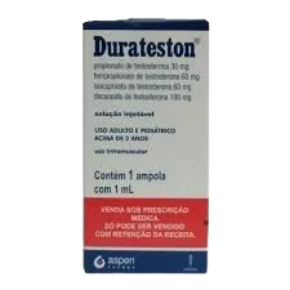 Durateston®
propionato de testosterona 30 mg
fempropionato de testosterona 60 mg
isocaproato de testosterona 60 mg
decanoato de testosterona 100 mg
solução injetável
USO ADULTO E PEDIÁTRICO
ACIMA DE 3 ANOS
uso intramuscular
Contém 1 ampola
com 1 mL
VENDA SOB PRESCRIÇÃO
MÉDICA.
SÓ PODE SER VENDIDO
COM RETENÇÃO DA RECEITA.
aspen
PHARMA